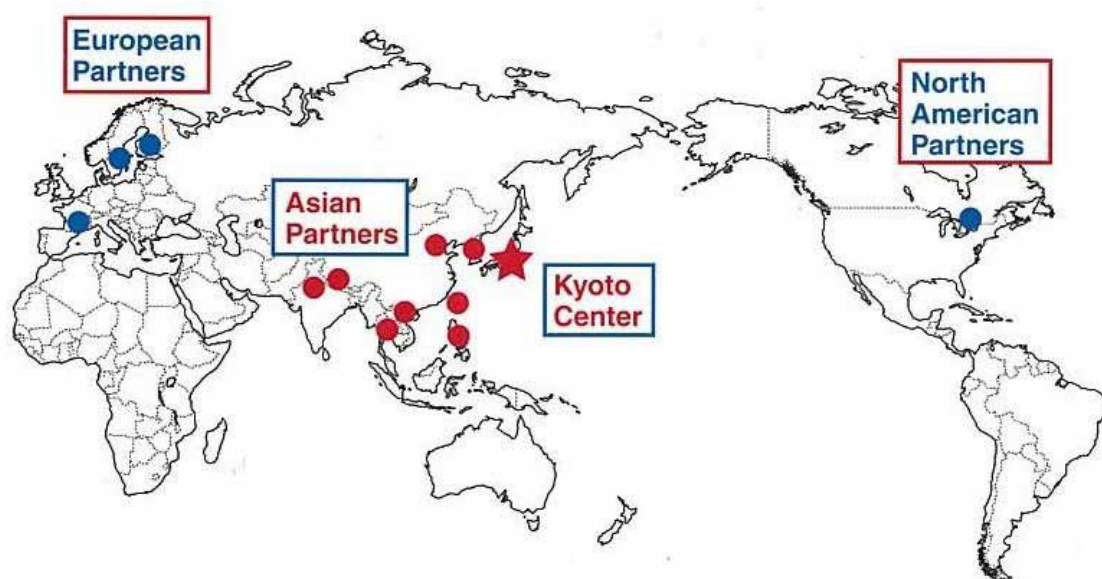 European
Partners
North
American
Partners
Asian
Partners
Kyoto
Center